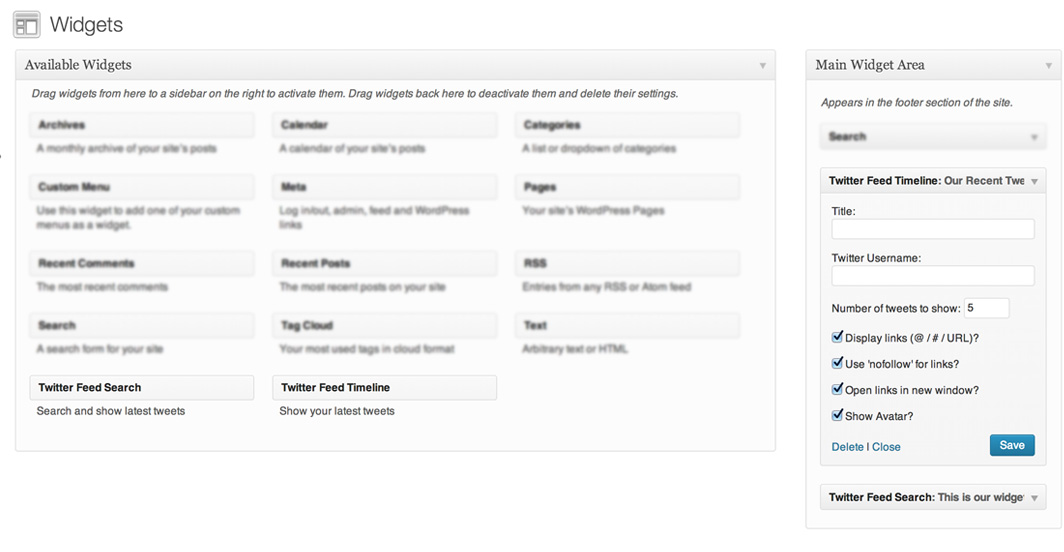 Widgets
Available Widgets
Drag widgets from here to a sidebar on the right to activate them. Drag widgets back here to deactivate them and delete their settings.
Archives
Calendar
Categories
A monthly archive of your site's posts
A calendar of your site's posts
A list or dropdown of categories
Custom Menu
Meta
Pages
Use this widget to add one of your custom
menus as a widget.
Log in/out, admin, feed and WordPress
links
Your site's WordPress Pages
Recent Comments
Recent Posts
RSS
The most recent comments
The most recent posts on your site
Entries from any RSS or Atom feed
Search
Tag Cloud
Text
A search form for your site
Your most used tags in cloud format
Arbitrary text or HTML
Twitter Feed Search
Twitter Feed Timeline
Search and show latest tweets
Show your latest tweets
Main Widget Area
Appears in the footer section of the site.
Search
Twitter Feed Timeline: Our Recent Twe
Title:
Twitter Username:
Number of tweets to show: 5
Display links (@ / # / URL)?
Use 'nofollow' for links?
Open links in new window?
Show Avatar?
Delete | Close
Save
Twitter Feed Search: This is our widge